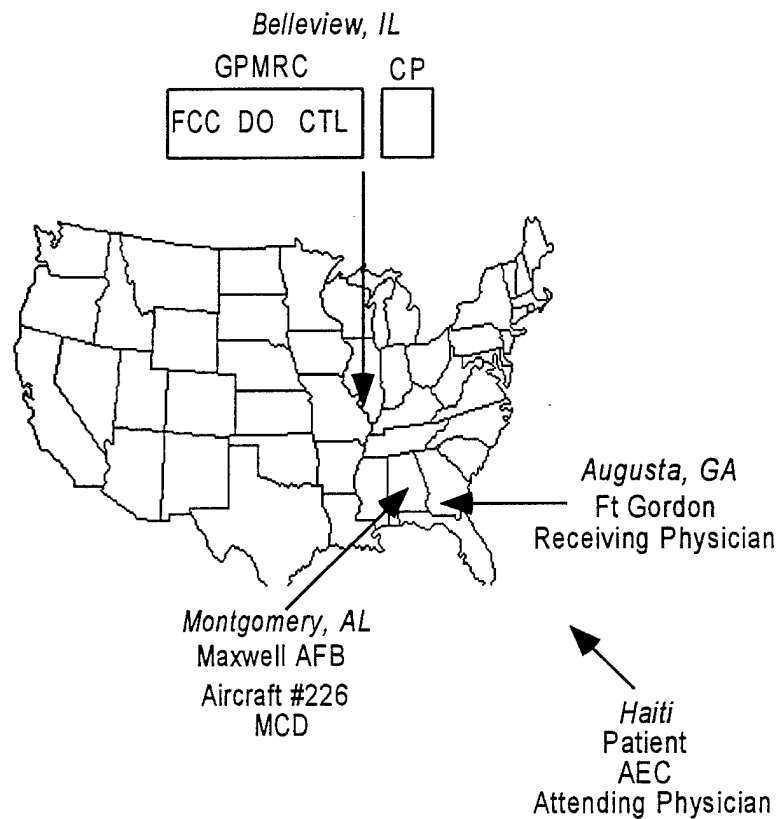 Belleview, IL
GPMRC CP
FCC DO CTL
Augusta, GA
Ft Gordon
Receiving Physician
Montgomery, AL
Maxwell AFB
Aircraft #226
MCD
Haiti
Patient
AEC
Attending Physician